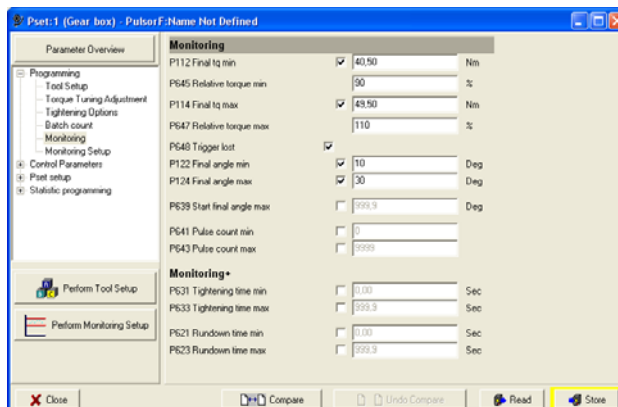 Pset:1 (Gear box) - PulsorF:Name Not Defined
Parameter Overview
Programming
Tool Setup
Torque Tuning Adjustment
Tightening Options
Batch count
Monitoring
Monitoring Setup
Control Parameters
Pset setup
Statistic programming
Perform Tool Setup
Perform Monitoring Setup
Monitoring
P112 Final tq min 40,50 Nm
P645 Relative torque min 90 %
P114 Final tq max 49,50 Nm
P647 Relative torque max 110 %
P648 Trigger lost
P122 Final angle min 10 Deg
P124 Final angle max 30 Deg
P639 Start final angle max 999,9 Deg
P641 Pulse count min 0
P643 Pulse count max 9999
Monitoring+
P631 Tightening time min 0,00 Sec
P633 Tightening time max 999,9 Sec
P621 Rundown time min 0,00 Sec
P623 Rundown time max 999,9 Sec
Close Compare Undo Compare Read Store